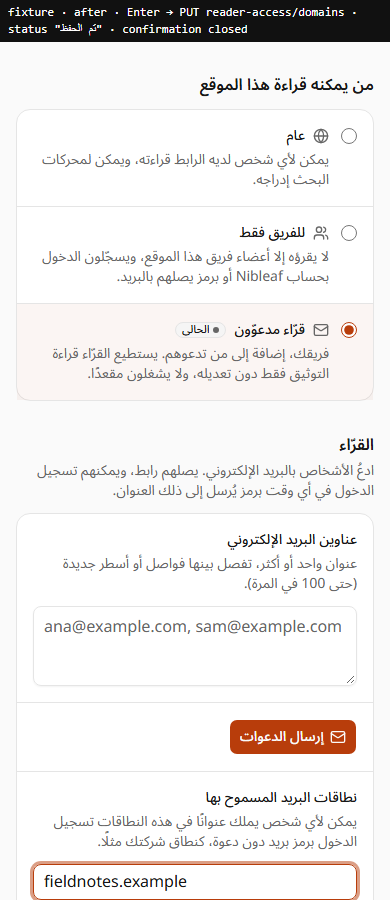 fixture · after · Enter → PUT reader-access/domains ·
status "تم الحفظ" · confirmation closed
من يمكنه قراءة هذا الموقع
عام
يمكن لأي شخص لديه الرابط قراءته، ويمكن لمحركات
البحث إدراجه.
للفريق فقط
لا يقرؤه إلا أعضاء فريق هذا الموقع، ويسجّلون الدخول
بحساب Nibleaf أو برمز يصلهم بالبريد.
قرّاء مدعوّون الحالي
فريقك، إضافة إلى من تدعوهم. يستطيع القرّاء قراءة
التوثيق فقط دون تعديله، ولا يشغلون مقعدًا.
القرّاء
ادعُ الأشخاص بالبريد الإلكتروني. يصلهم رابط، ويمكنهم تسجيل
الدخول في أي وقت برمز يُرسل إلى ذلك العنوان.
عناوين البريد الإلكتروني
عنوان واحد أو أكثر، تفصل بينها فواصل أو أسطر جديدة
(حتى 100 في المرة).
ana@example.com, sam@example.com
إرسال الدعوات
نطاقات البريد المسموح بها
يمكن لأي شخص يملك عنوانًا في هذه النطاقات تسجيل
الدخول برمز بريد دون دعوة، كنطاق شركتك مثلًا.
fieldnotes.example